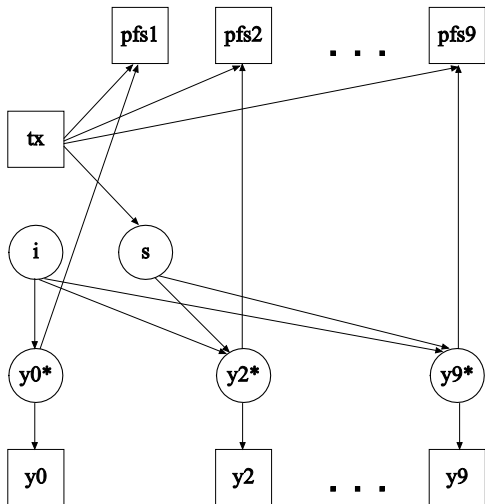 pfs1 pfs2 . . . pfs9
tx
i s
y0* y2* y9*
y0 y2 . . . y9